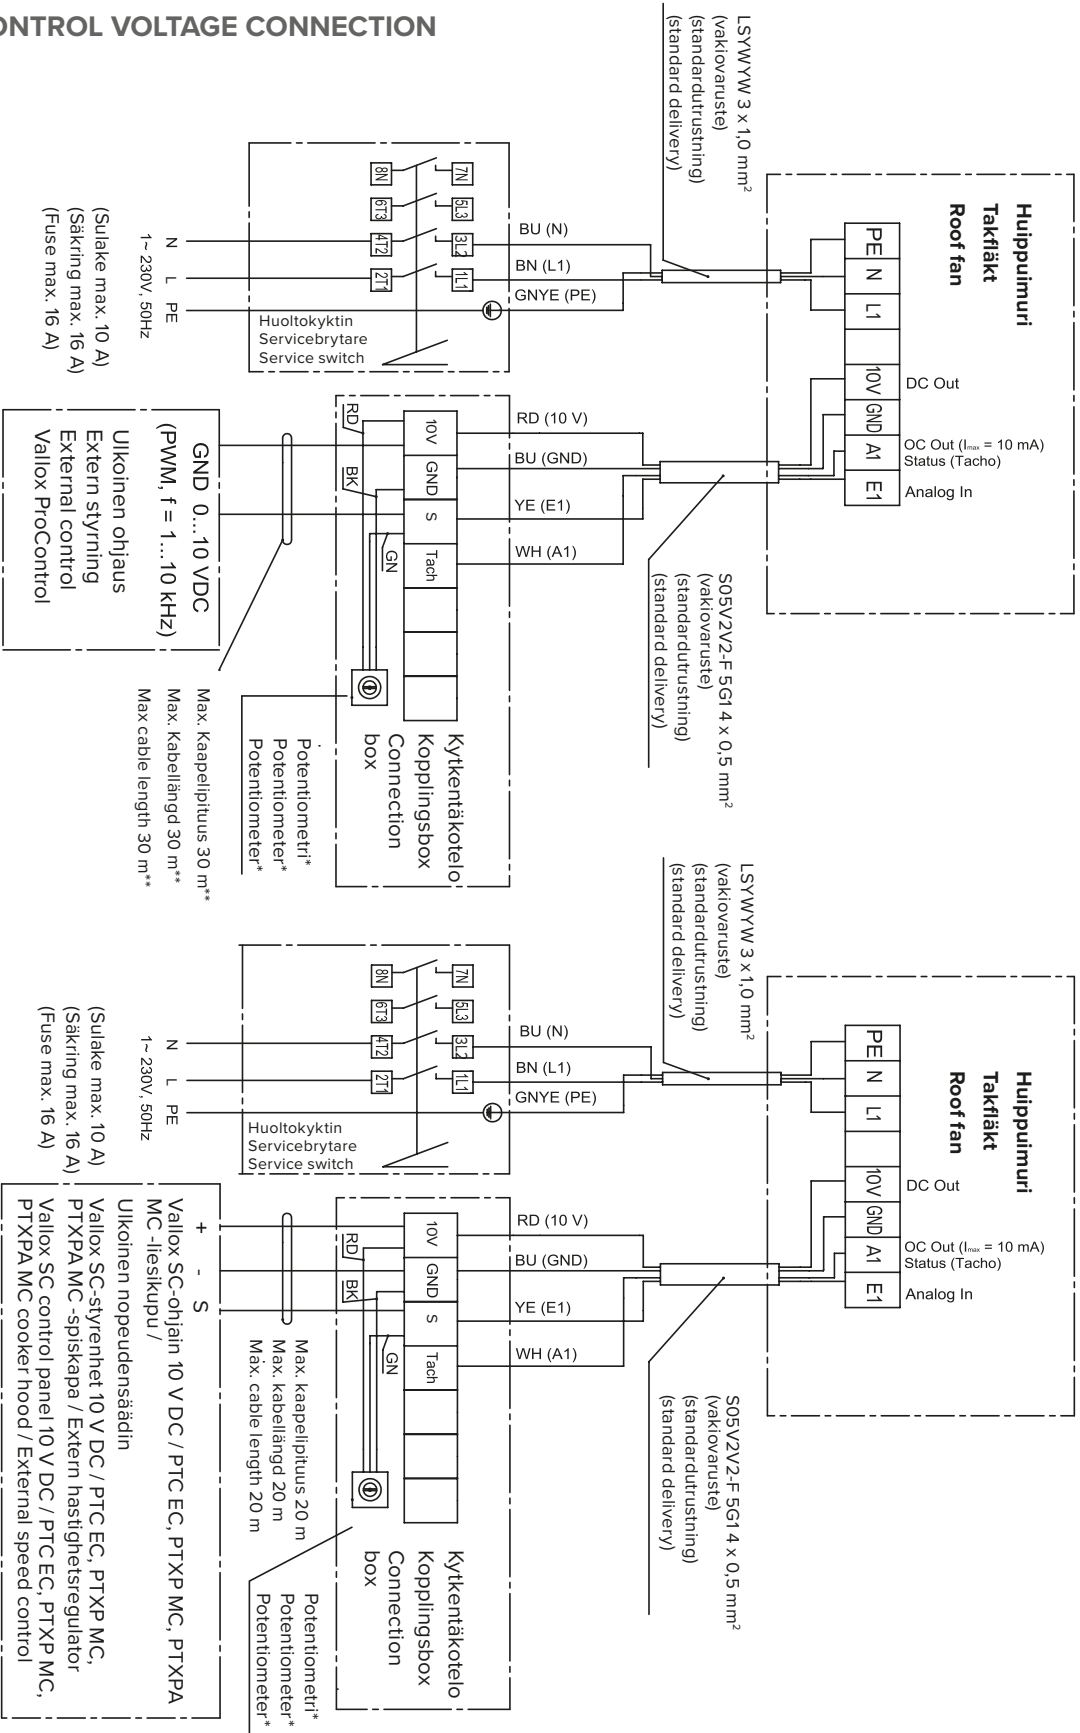 ONTROL VOLTAGE CONNECTION
LSYWYW 3 x 1,0 mm²
(vakiovaruste)
(standardutrustning)
(standard delivery)
Huippuimuri
Takfläkt
Roof fan
PE
N
L1
10V
GND
A1
E1
DC Out
OC Out (Imax = 10 mA)
Status (Tacho)
Analog In
8N
7N
6T3
5L3
4T2
3L2
2T1
1L1
BU (N)
BN (L1)
GNYE (PE)
N
L
PE
1~ 230V, 50Hz
(Sulake max. 10 A)
(Säkring max. 16 A)
(Fuse max. 16 A)
Huoltokyktin
Servicebrytare
Service switch
RD (10 V)
BU (GND)
YE (E1)
WH (A1)
10V
GND
S
Tach
RD
BK
GN
S05V2V2-F 5G1 4 x 0,5 mm²
(vakiovaruste)
(standardutrustning)
(standard delivery)
GND 0...10 VDC
(PWM, f = 1...10 kHz)
Ulkoinen ohjaus
Extern styrning
External control
Vallox ProControl
Kytkentäkotelo
Kopplingsbox
Connection
box
Potentiometri*
Potentiometer*
Potentiometer*
Max. Kaapelipituus 30 m**
Max. Kabellängd 30 m**
Max cable length 30 m**
LSYWYW 3 x 1,0 mm²
(vakiovaruste)
(standardutrustning)
(standard delivery)
Huippuimuri
Takfläkt
Roof fan
PE
N
L1
10V
GND
A1
E1
DC Out
OC Out (Imax = 10 mA)
Status (Tacho)
Analog In
8N
7N
6T3
5L3
4T2
3L2
2T1
1L1
BU (N)
BN (L1)
GNYE (PE)
N
L
PE
1~ 230V, 50Hz
(Sulake max. 10 A)
(Säkring max. 16 A)
(Fuse max. 16 A)
Huoltokyktin
Servicebrytare
Service switch
RD (10 V)
BU (GND)
YE (E1)
WH (A1)
10V
GND
S
Tach
RD
BK
GN
S05V2V2-F 5G1 4 x 0,5 mm²
(vakiovaruste)
(standardutrustning)
(standard delivery)
+
-
S
Vallox SC-ohjain 10 V DC / PTC EC, PTXP MC, PTXPA
MC -liesikupu /
Ulkoinen nopeudensäädin
Vallox SC-styrenhet 10 V DC / PTC EC, PTXP MC,
PTXPA MC -spiskapa / Extern hastighetsregulator
Vallox SC control panel 10 V DC / PTC EC, PTXP MC,
PTXPA MC cooker hood / External speed control
Max. kaapelipituus 20 m
Max. kabellängd 20 m
Max. cable length 20 m
Kytkentäkotelo
Kopplingsbox
Connection
box
Potentiometri*
Potentiometer*
Potentiometer*